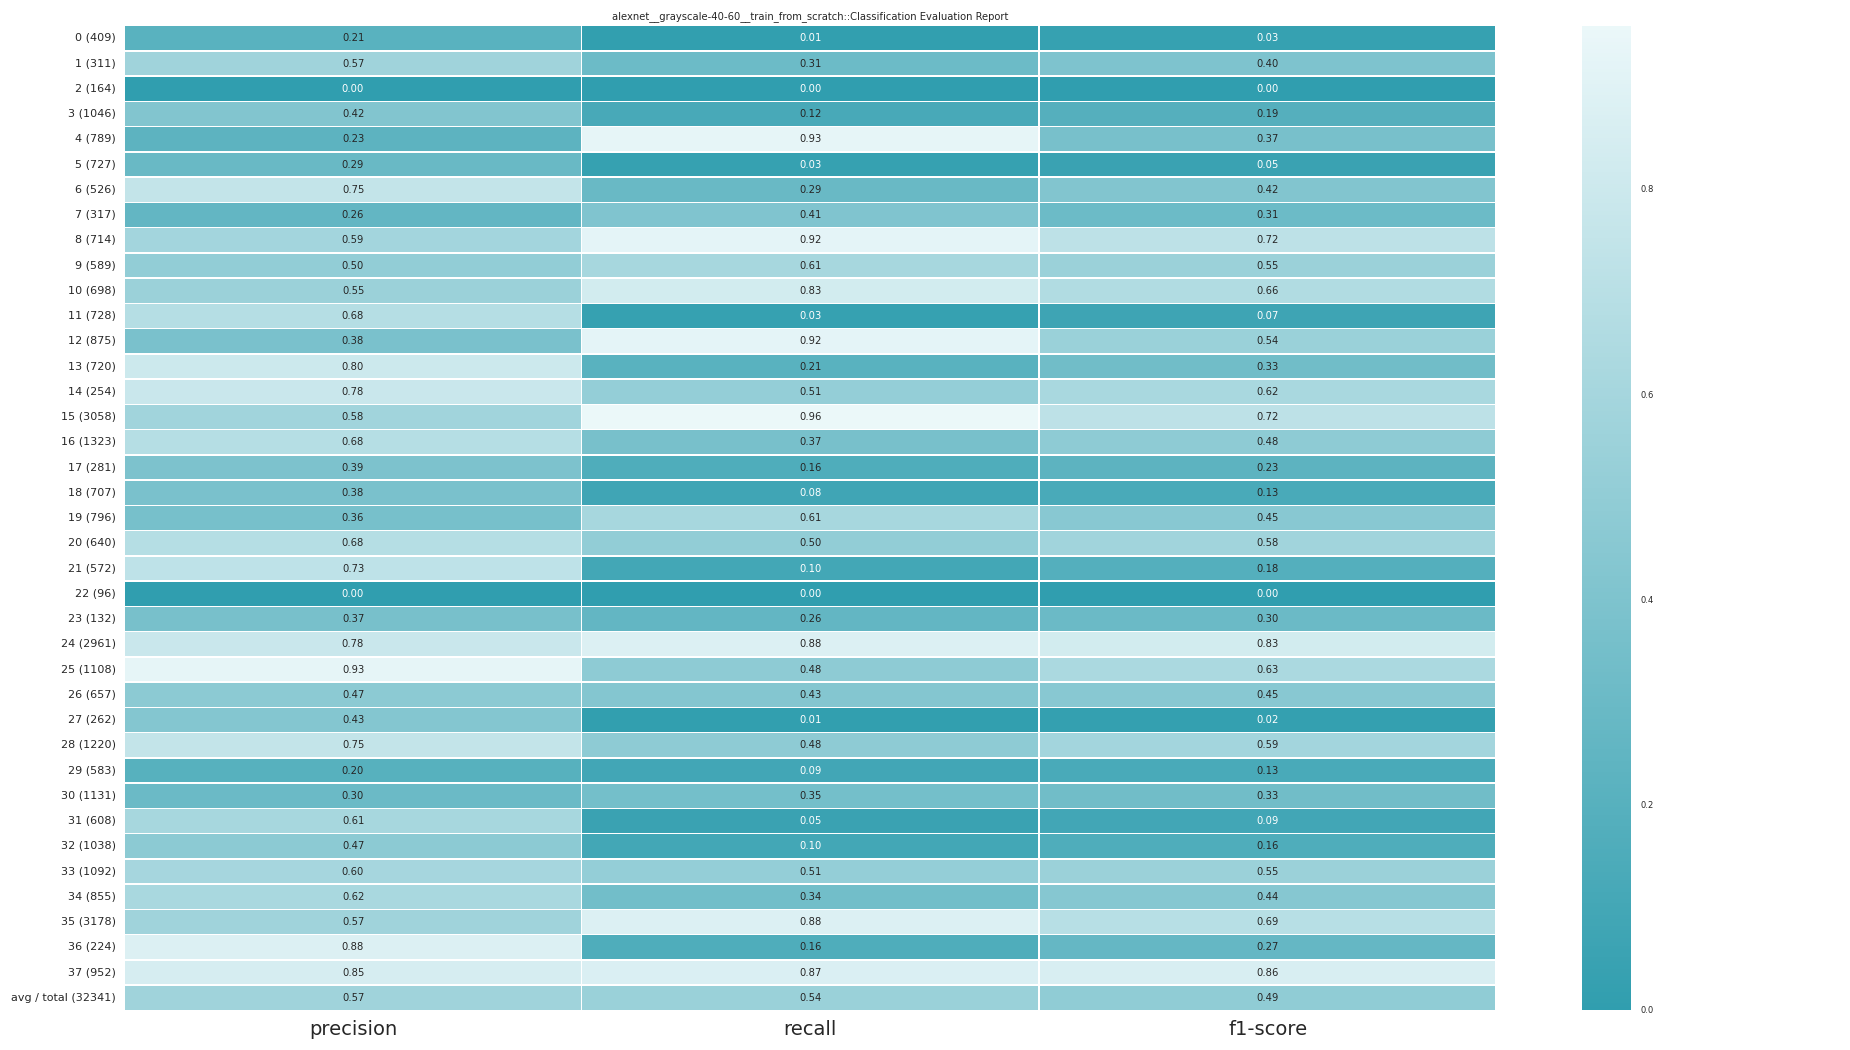 alexnet__grayscale-40-60__train_from_scratch::Classification Evaluation Report
0 (409) 0.21 0.01 0.03
1 (311) 0.57 0.31 0.40
2 (164) 0.00 0.00 0.00
3 (1046) 0.42 0.12 0.19
4 (789) 0.23 0.93 0.37
5 (727) 0.29 0.03 0.05
6 (526) 0.75 0.29 0.42
7 (317) 0.26 0.41 0.31
8 (714) 0.59 0.92 0.72
9 (589) 0.50 0.61 0.55
10 (698) 0.55 0.83 0.66
11 (728) 0.68 0.03 0.07
12 (875) 0.38 0.92 0.54
13 (720) 0.80 0.21 0.33
14 (254) 0.78 0.51 0.62
15 (3058) 0.58 0.96 0.72
16 (1323) 0.68 0.37 0.48
17 (281) 0.39 0.16 0.23
18 (707) 0.38 0.08 0.13
19 (796) 0.36 0.61 0.45
20 (640) 0.68 0.50 0.58
21 (572) 0.73 0.10 0.18
22 (96) 0.00 0.00 0.00
23 (132) 0.37 0.26 0.30
24 (2961) 0.78 0.88 0.83
25 (1108) 0.93 0.48 0.63
26 (657) 0.47 0.43 0.45
27 (262) 0.43 0.01 0.02
28 (1220) 0.75 0.48 0.59
29 (583) 0.20 0.09 0.13
30 (1131) 0.30 0.35 0.33
31 (608) 0.61 0.05 0.09
32 (1038) 0.47 0.10 0.16
33 (1092) 0.60 0.51 0.55
34 (855) 0.62 0.34 0.44
35 (3178) 0.57 0.88 0.69
36 (224) 0.88 0.16 0.27
37 (952) 0.85 0.87 0.86
avg / total (32341) 0.57 0.54 0.49
precision recall f1-score
0.8
0.6
0.4
0.2
0.0